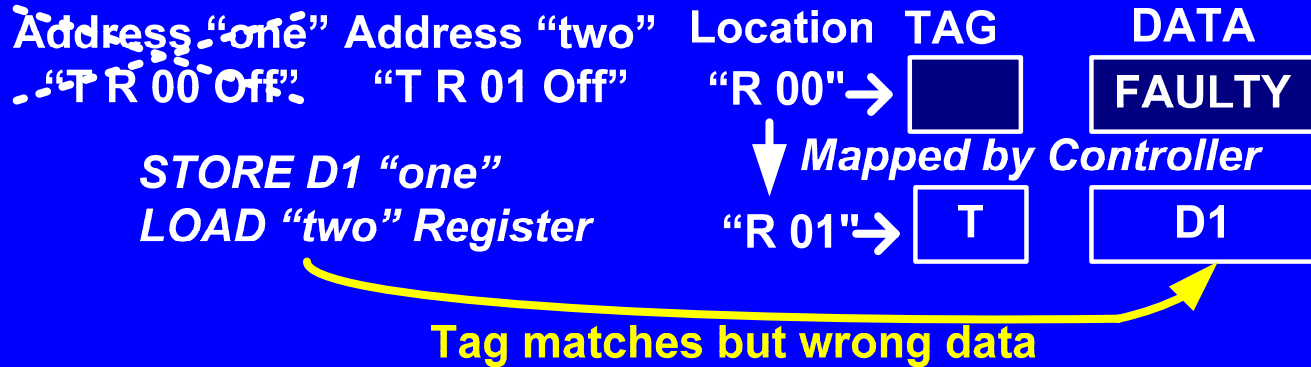 Address “one” Address “two” Location TAG DATA
“T R 00 Off” “T R 01 Off” “R 00" FAULTY
Mapped by Controller
STORE D1 “one”
LOAD “two” Register “R 01" T D1
Tag matches but wrong data